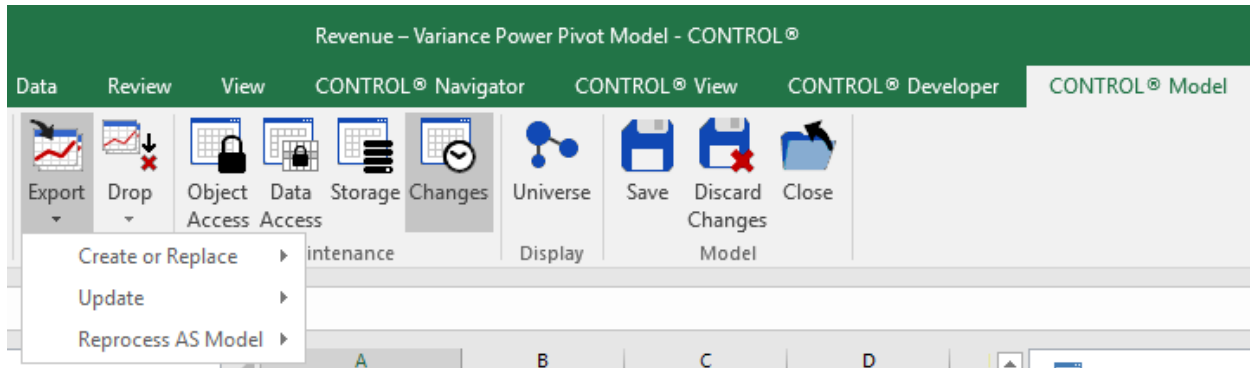 Revenue – Variance Power Pivot Model - CONTROL®
Data Review View CONTROL® Navigator CONTROL® View CONTROL® Developer CONTROL® Model
Export Drop Object Data Storage Changes Universe Save Discard Close
Access Access Changes
Create or Replace intenance Display Model
Update
Reprocess AS Model
A B C D